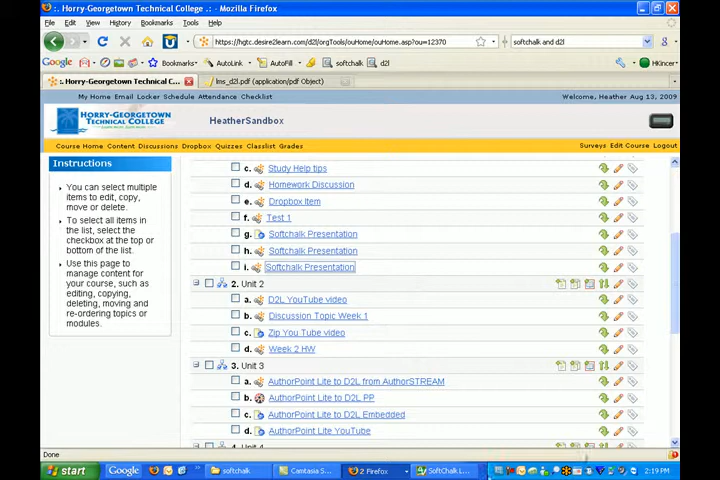 :. Horry-Georgetown Technical College .: - Mozilla Firefox
File Edit View History Bookmarks Tools Help
https://hgtc.desire2learn.com/d2l/orgTools/ouHome/ouHome.asp?ou=12370
softchalk and d2l
Google Bookmarks AutoLink AutoFill softchalk d2l HKincer
:. Horry-Georgetown Technical C...
lms_d2l.pdf (application/pdf Object)
My Home Email Locker Schedule Attendance Checklist
Welcome, Heather Aug 13, 2009
HORRY-GEORGETOWN
TECHNICAL COLLEGE
HeatherSandbox
Course Home Content Discussions Dropbox Quizzes Classlist Grades
Surveys Edit Course Logout
Instructions
You can select multiple
items to edit, copy,
move or delete.
To select all items in
the list, select the
checkbox at the top or
bottom of the list.
Use this page to
manage content for
your course, such as
editing, copying,
deleting, moving and
re-ordering topics or
modules.
c. Study Help tips
d. Homework Discussion
e. Dropbox Item
f. Test 1
g. Softchalk Presentation
h. Softchalk Presentation
i. Softchalk Presentation
2. Unit 2
a. D2L YouTube video
b. Discussion Topic Week 1
c. Zip You Tube video
d. Week 2 HW
3. Unit 3
a. AuthorPoint Lite to D2L from AuthorSTREAM
b. AuthorPoint Lite to D2L PP
c. AuthorPoint Lite to D2L Embedded
d. AuthorPoint Lite YouTube
Done
start Google softchalk Camtasia S... 2 Firefox SoftChalk L... 2:19 PM